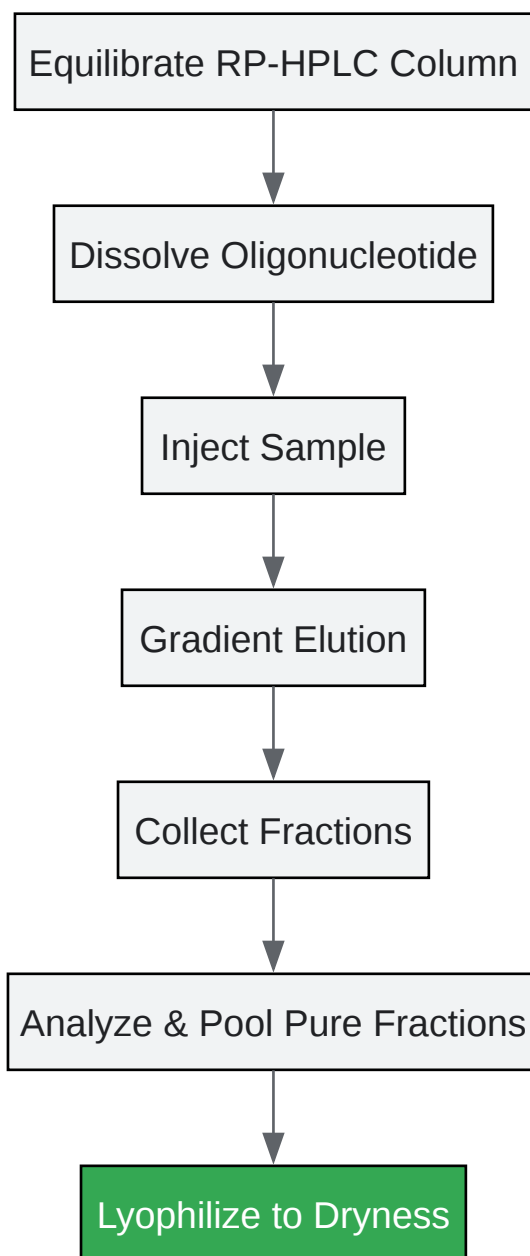 Equilibrate RP-HPLC Column
Dissolve Oligonucleotide
Inject Sample
Gradient Elution
Collect Fractions
Analyze & Pool Pure Fractions
Lyophilize to Dryness